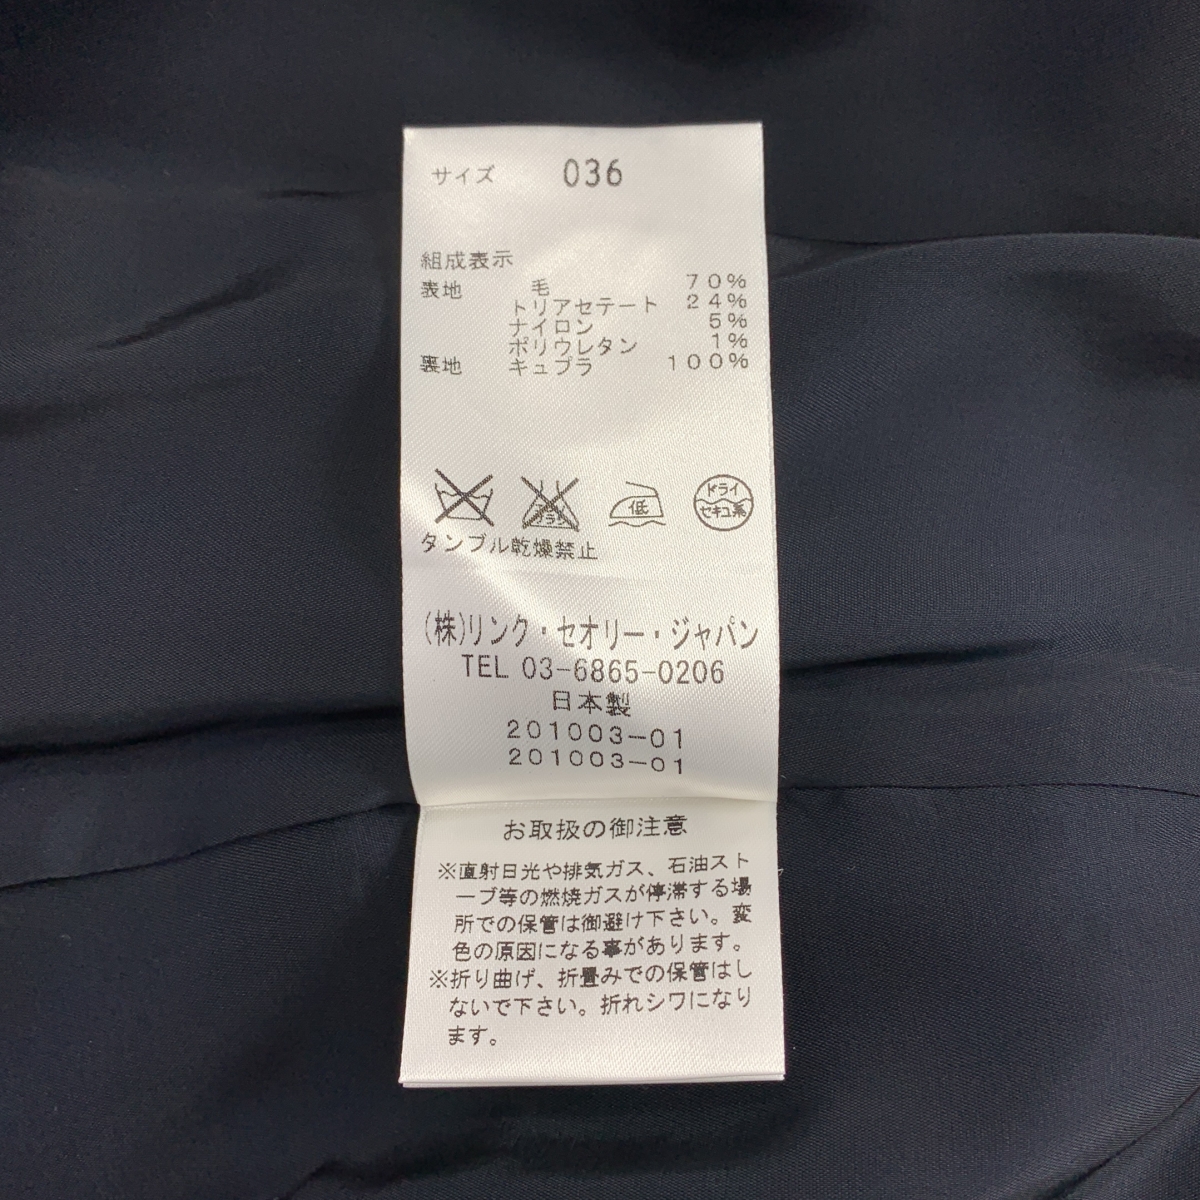 サイズ 036
組成表示
表地 毛 70%
トリアセテート 24%
ナイロン 5%
ポリウレタン 1%
裏地 キュプラ 100%
低
ドライ
セキユ系
タンブル乾燥禁止
(株)リンク・セオリー・ジャパン
TEL 03-6865-0206
日本製
201003-01
201003-01
お取扱の御注意
※直射日光や排気ガス、石油スト
ーブ等の燃焼ガスが停滞する場
所での保管は御避け下さい。変
色の原因になる事があります。
※折り曲げ、折畳みでの保管はし
ないで下さい。折れシワになり
ます。